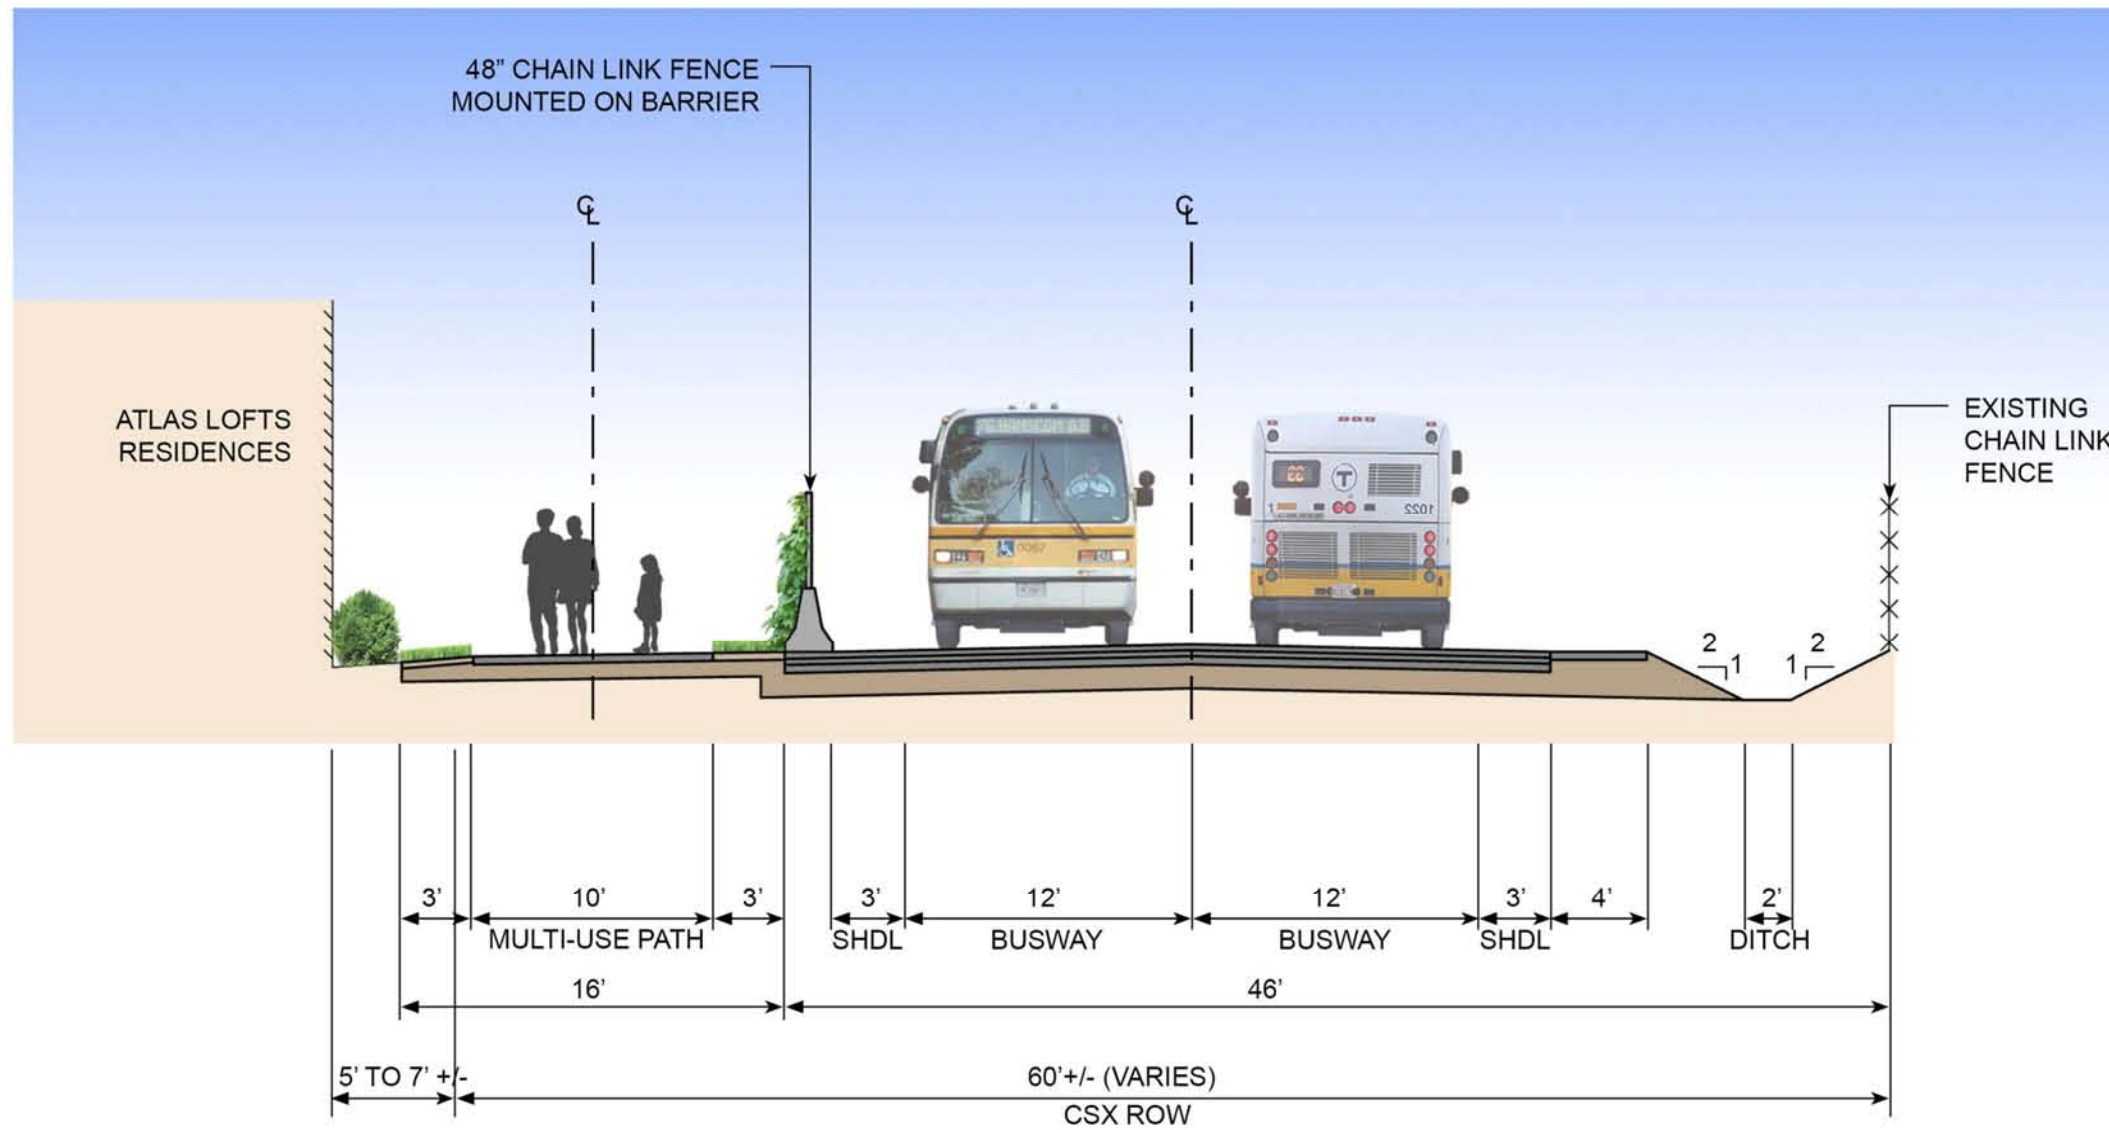 48” CHAIN LINK FENCE
MOUNTED ON BARRIER
℄
℄
ATLAS LOFTS
RESIDENCES
EXISTING
CHAIN LINK
FENCE
0067
T
1022
2
1
1
2
3’
10’
3’
3’
12’
12’
3’
4’
2’
MULTI-USE PATH
SHDL
BUSWAY
BUSWAY
SHDL
DITCH
16’
46’
5’ TO 7’ +/-
60’+/- (VARIES)
CSX ROW